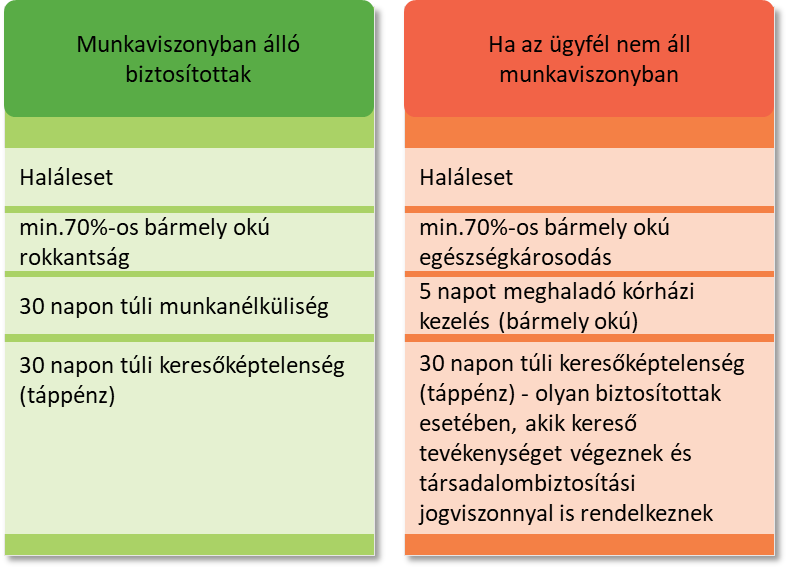 Munkaviszonyban álló
biztosítottak
Haláleset
min.70%-os bármely okú
rokkantság
30 napon túli munkanélküliség
30 napon túli keresőképtelenség
(táppénz)
Ha az ügyfél nem áll
munkaviszonyban
Haláleset
min.70%-os bármely okú
egészségkárosodás
5 napot meghaladó kórházi
kezelés (bármely okú)
30 napon túli keresőképtelenség
(táppénz) - olyan biztosítottak
esetében, akik kereső
tevékenységet végeznek és
társadalombiztosítási
jogviszonnyal is rendelkeznek